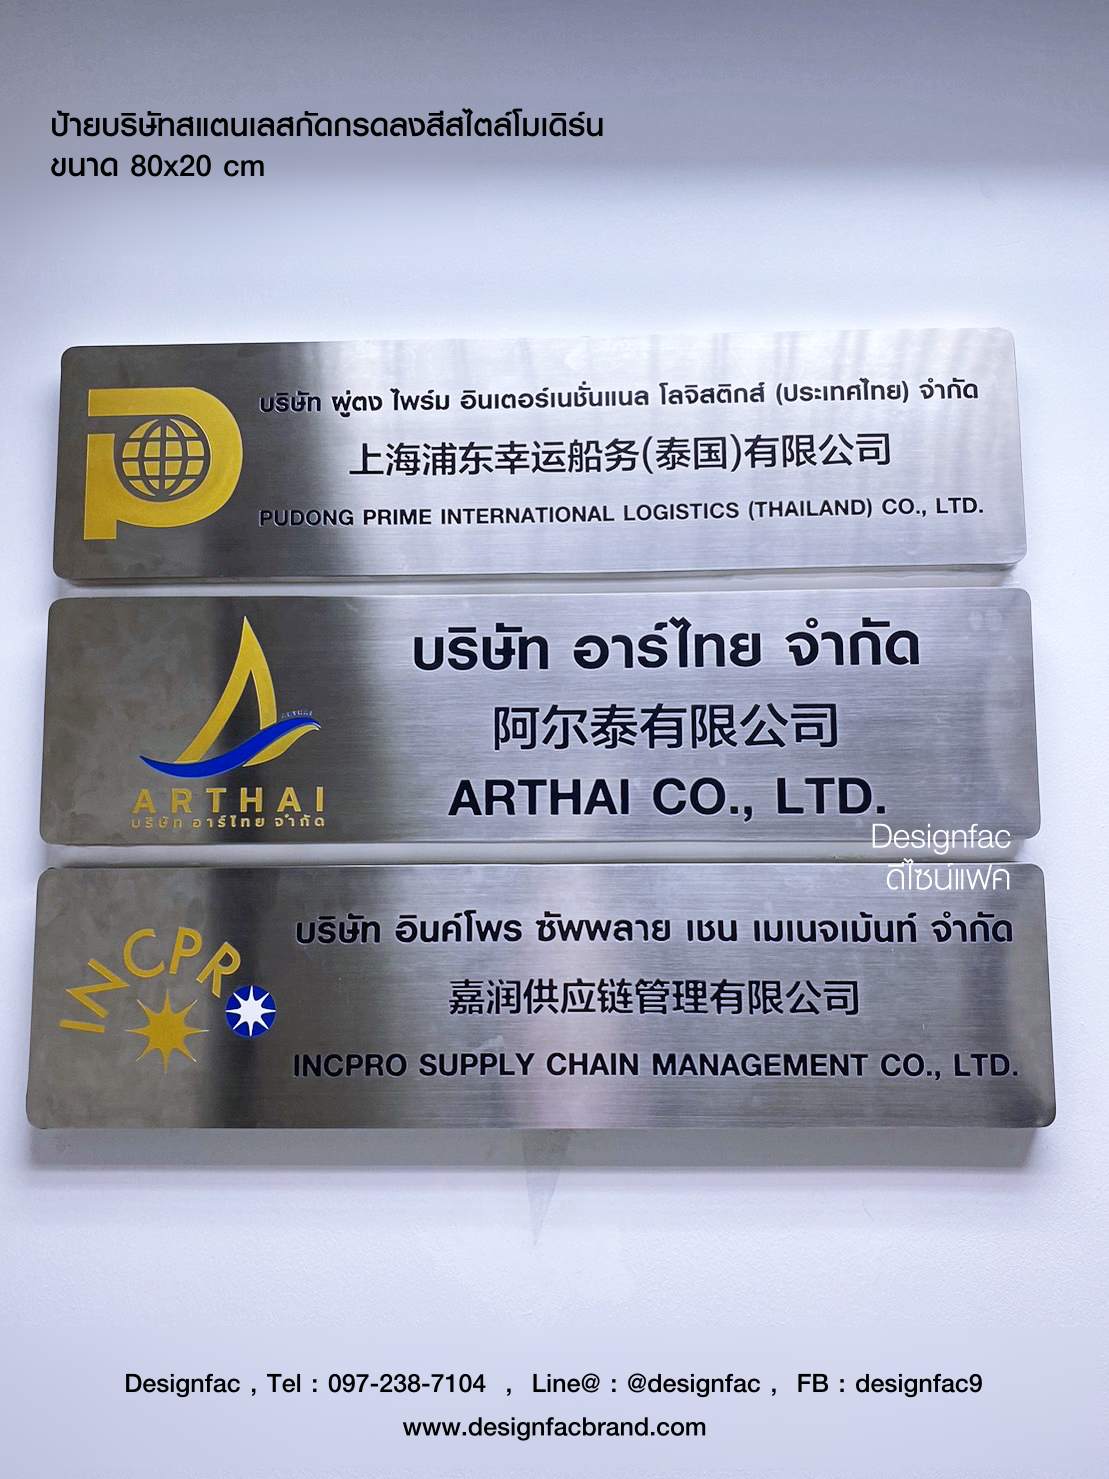 ป้ายบริษัทสแตนเลสกัดกรดลงสีสไตล์โมเดิร์น
ขนาด 80x20 cm
บริษัท ผู่ตง ไพร์ม อินเตอร์เนชั่นแนล โลจิสติกส์ (ประเทศไทย) จำกัด
上海浦东幸运船务(泰国)有限公司
PUDONG PRIME INTERNATIONAL LOGISTICS (THAILAND) CO., LTD.
ARTHAI
ARTHAI
บริษัท อาร์ไทย จำกัด
บริษัท อาร์ไทย จำกัด
阿尔泰有限公司
ARTHAI CO., LTD.
Designfac
ดีไซน์แฟค
INCPRO
บริษัท อินค์โพร ซัพพลาย เชน เมเนจเม้นท์ จำกัด
嘉润供应链管理有限公司
INCPRO SUPPLY CHAIN MANAGEMENT CO., LTD.
Designfac , Tel : 097-238-7104 , Line@ : @designfac , FB : designfac9
www.designfacbrand.com